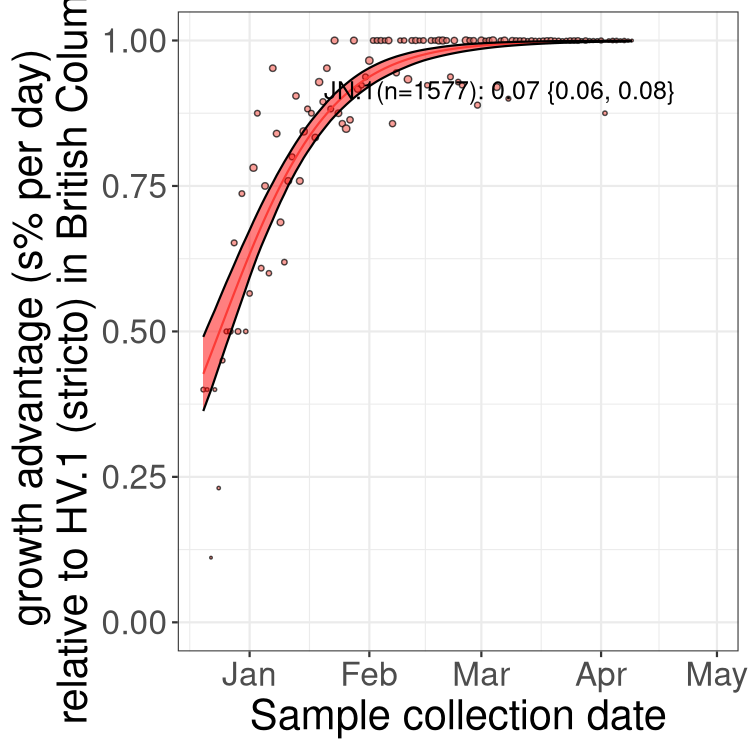 growth advantage (s% per day)
relative to HV.1 (stricto) in British Colum
1.00
0.75
0.50
0.25
0.00
JN.1(n=1577): 0.07 {0.06, 0.08}
Jan
Feb
Mar
Apr
May
Sample collection date